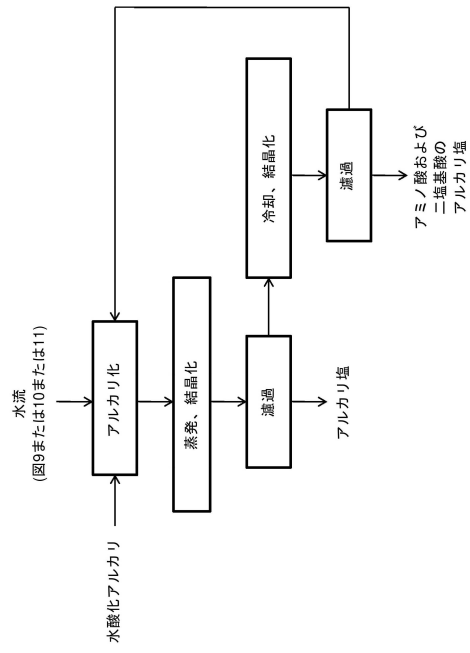 水流
(図9または10または11)
水酸化アルカリ
アルカリ化
蒸発、結晶化
濾過
アルカリ塩
冷却、結晶化
濾過
アミノ酸および
二塩基酸の
アルカリ塩